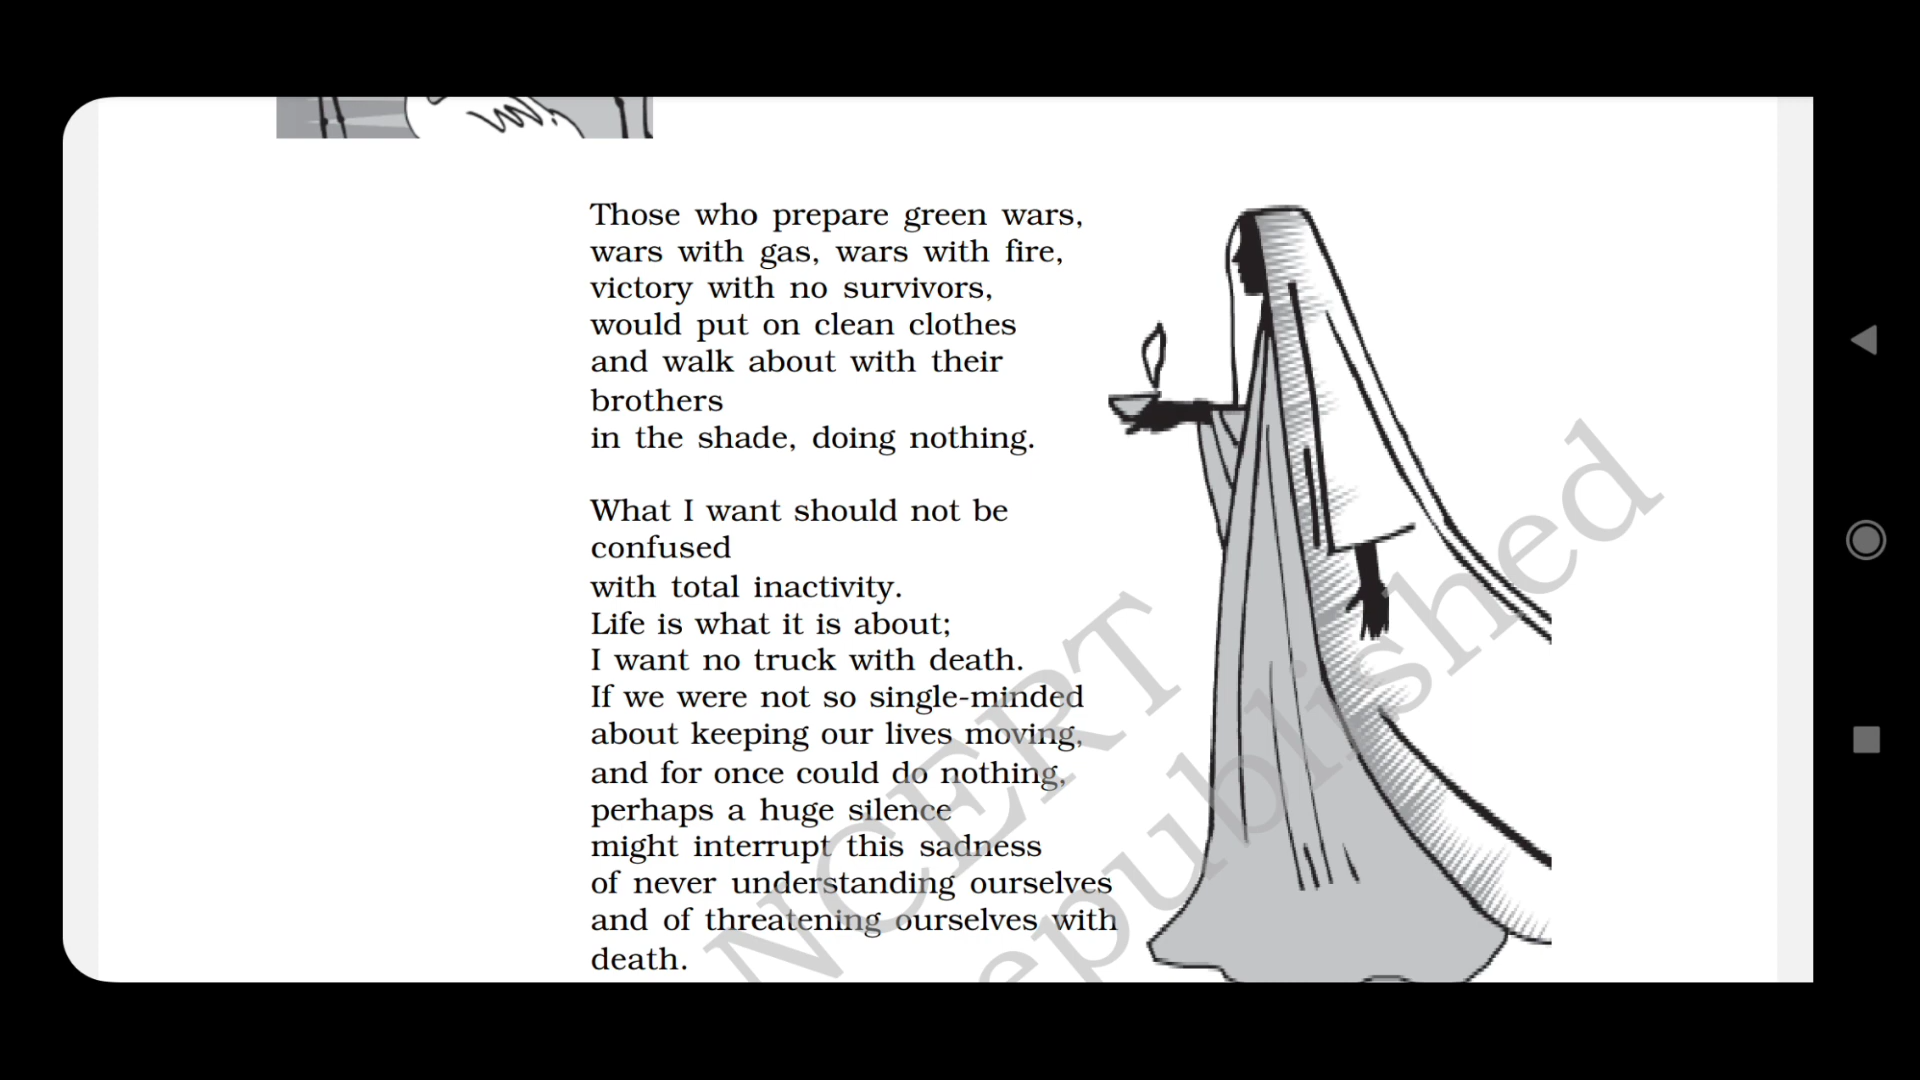 Those who prepare green wars,
wars with gas, wars with fire,
victory with no survivors,
would put on clean clothes
and walk about with their
brothers
in the shade, doing nothing.
What I want should not be
confused
with total inactivity.
Life is what it is about;
I want no truck with death.
If we were not so single-minded
about keeping our lives moving,
and for once could do nothing,
perhaps a huge silence
might interrupt this sadness
of never understanding ourselves
and of threatening ourselves with
death.
NCERT
epublished